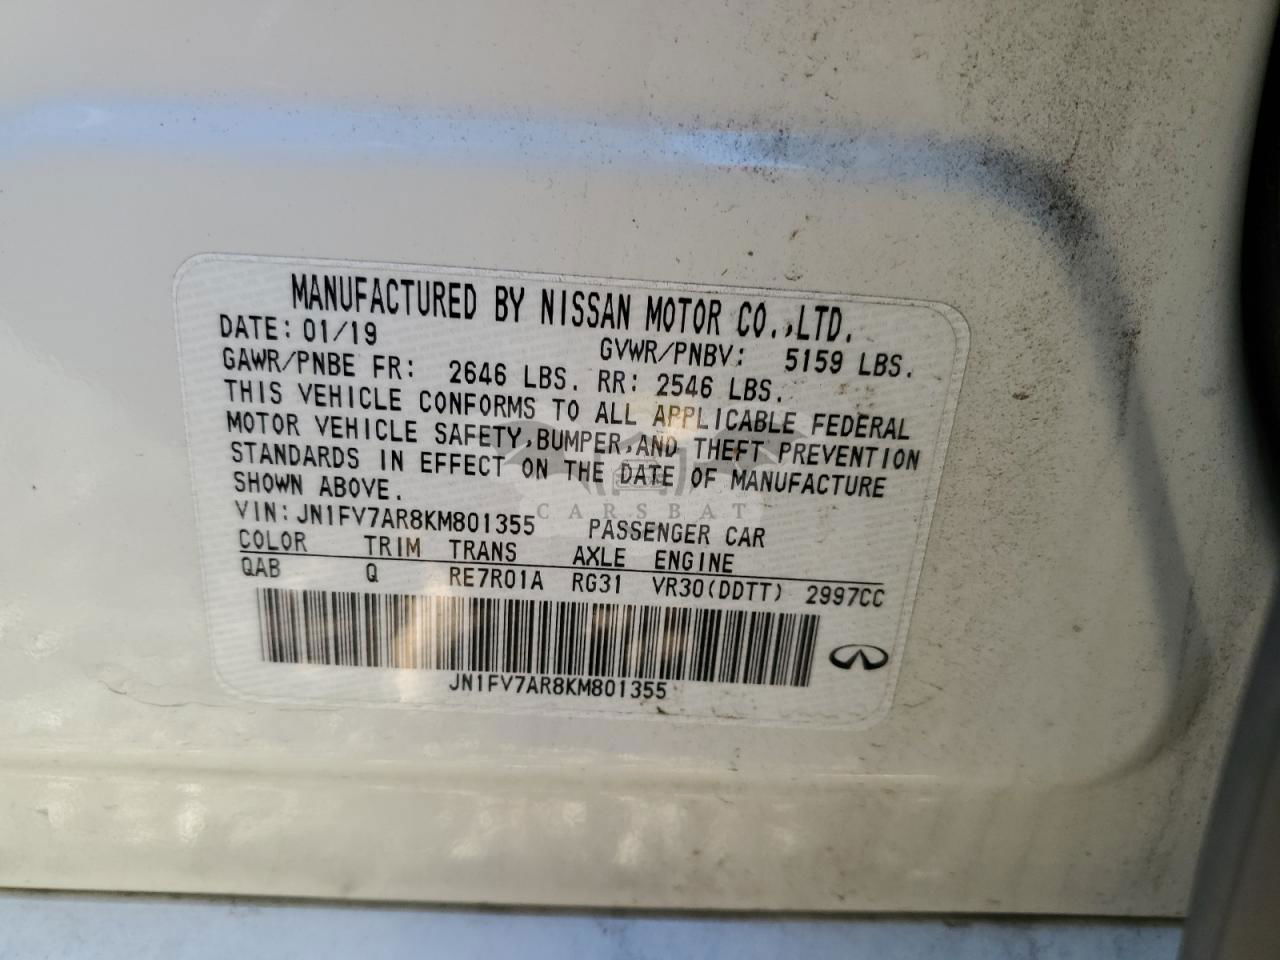 MANUFACTURED BY NISSAN MOTOR CO.,LTD.
DATE: 01/19 GVWR/PNBV: 5159 LBS.
GAWR/PNBE FR: 2646 LBS. RR: 2546 LBS.
THIS VEHICLE CONFORMS TO ALL APPLICABLE FEDERAL
MOTOR VEHICLE SAFETY,BUMPER,AND THEFT PREVENTION
STANDARDS IN EFFECT ON THE DATE OF MANUFACTURE
SHOWN ABOVE.
CARSBAT
VIN:JN1FV7AR8KM801355 PASSENGER CAR
COLOR TRIM TRANS AXLE ENGINE
QAB Q RE7R01A RG31 VR30(DDTT) 2997CC
JN1FV7AR8KM801355